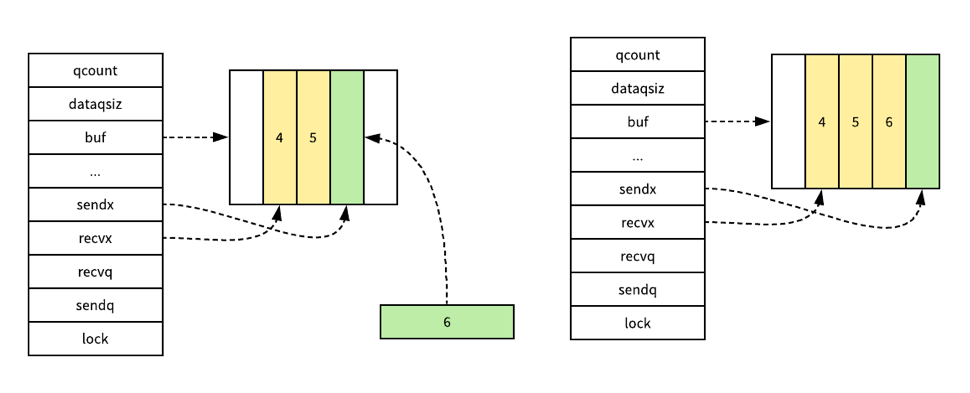 qcount
dataqsiz
buf
...
sendx
recvx
recvq
sendq
lock
4 5
6
qcount
dataqsiz
buf
...
sendx
recvx
recvq
sendq
lock
4 5 6